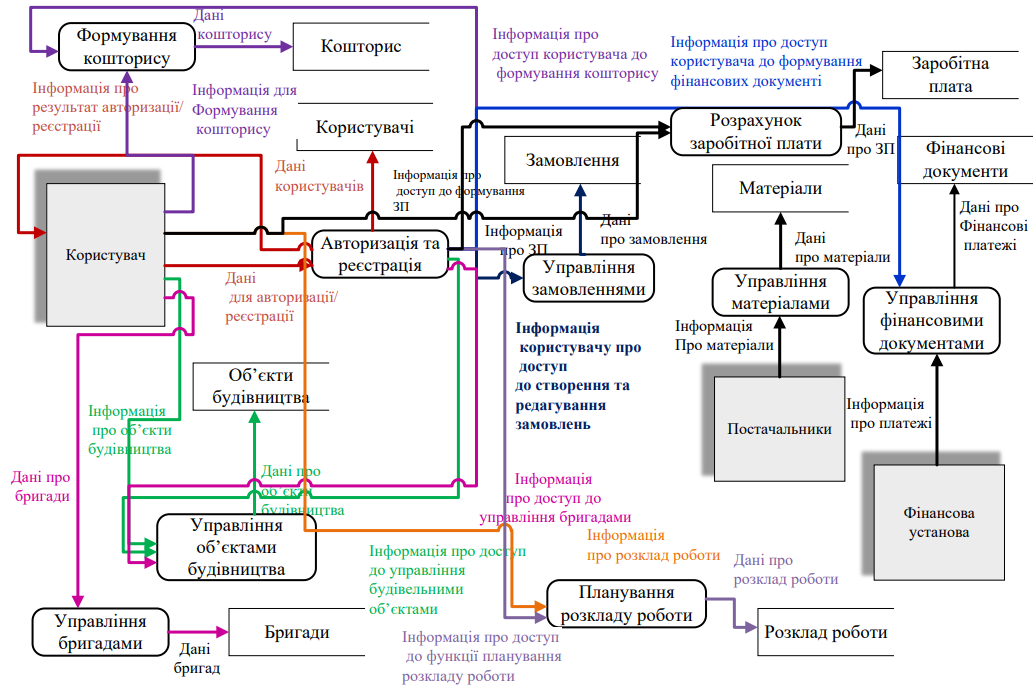 Дані
кошторису
Формування
кошторису
Кошторис
Інформація про
доступ користувача до
формування кошторису
Інформація про доступ
користувача до формування
фінансових документі
Заробітна
плата
Інформація про
результат авторизації/
реєстрації
Інформація для
Формування
кошторису
Користувачі
Розрахунок
заробітної плати
Дані
про ЗП
Замовлення
Фінансові
документи
Дані
користувачів
Інформація про
доступ до формування
ЗП
Матеріали
Дані про
Фінансові
платежі
Користувач
Авторизація та
реєстрація
Інформація
про ЗП
Дані
про замовлення
Дані
про матеріали
Управління
замовленнями
Управління
матеріалами
Управління
фінансовими
документами
Дані
для авторизації/
реєстрації
Інформація
користувачу про
доступ
до створення та
редагування
замовлень
Інформація
Про матеріали
Об’єкти
будівництва
Інформація
про об’єкти
будівництва
Постачальники
Інформація
про платежі
Дані про
бригади
Дані про
об’єкти
будівництва
Інформація
про доступ до
управління бригадами
Фінансова
установа
Управління
об’єктами
будівництва
Інформація про доступ
до управління
будівельними
об’єктами
Інформація
про розклад роботи
Дані про
розклад роботи
Планування
розкладу роботи
Управління
бригадами
Дані
бригад
Бригади
Інформація про доступ
до функції планування
розкладу роботи
Розклад роботи